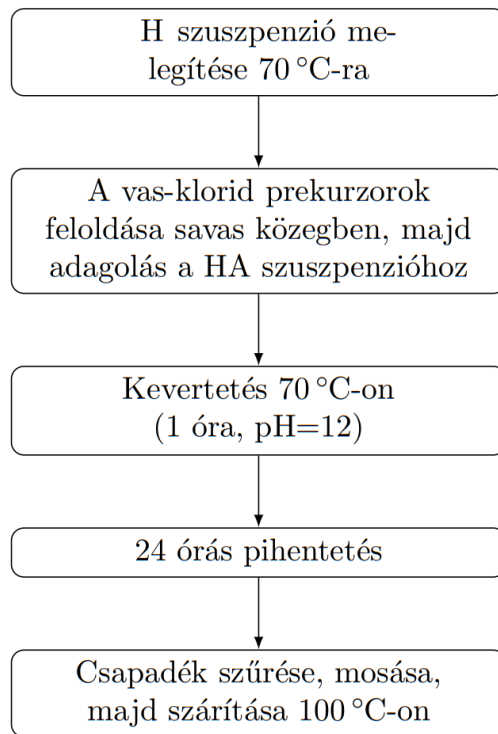 H szuszpenzió me-
legítése 70 °C-ra
A vas-klorid prekurzorok
feloldása savas közegben, majd
adagolás a HA szuszpenzióhoz
Kevertetés 70 °C-on
(1 óra, pH=12)
24 órás pihentetés
Csapadék szűrése, mosása,
majd szárítása 100 °C-on